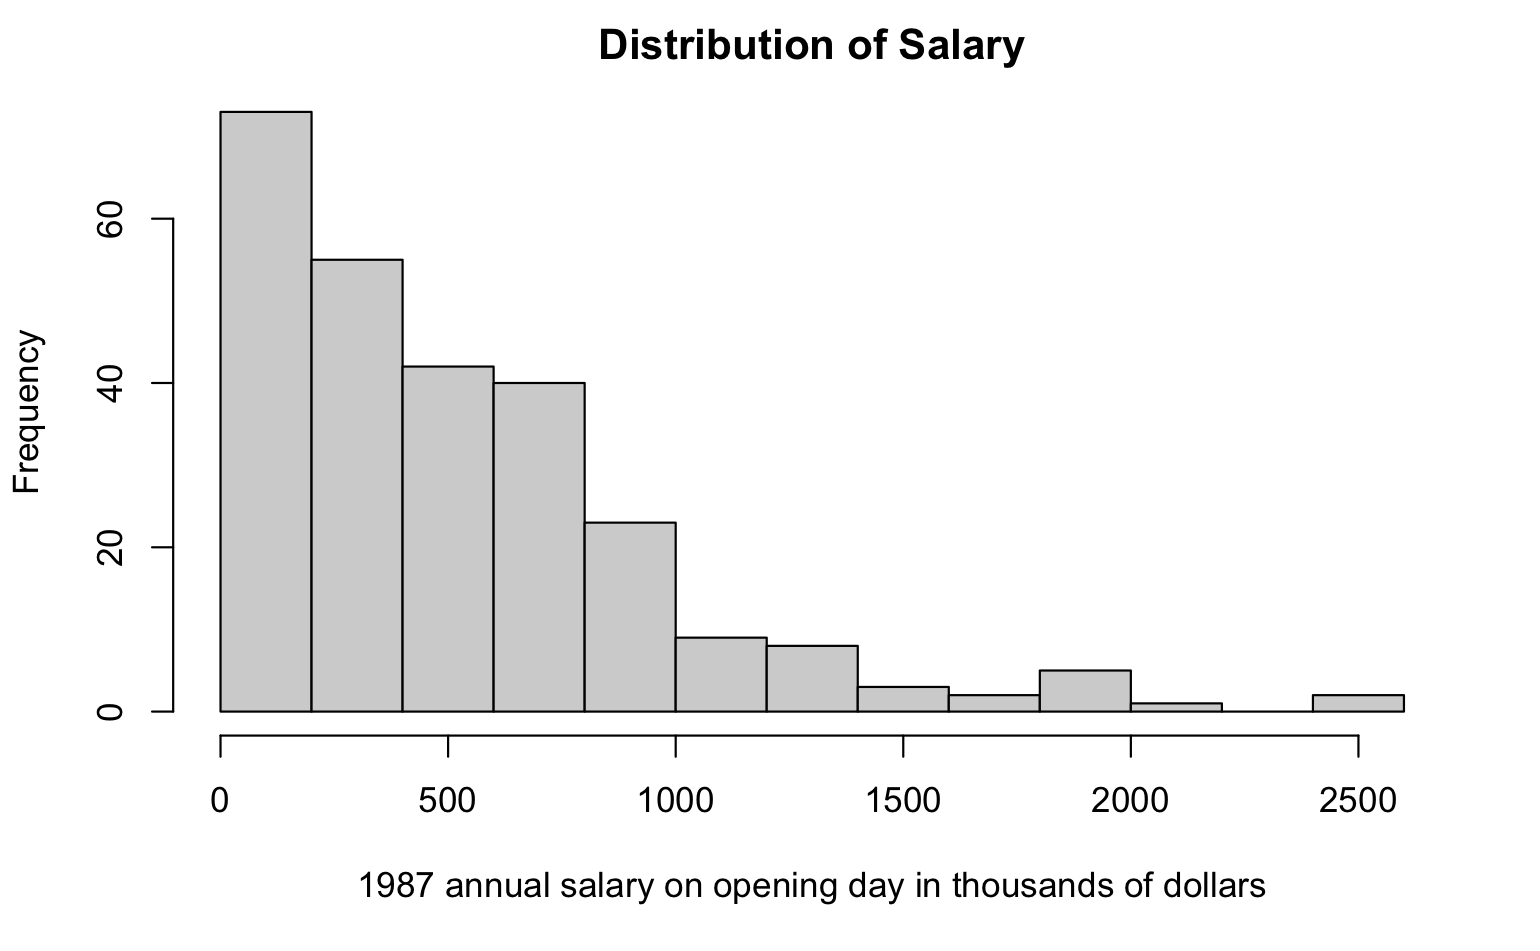 Distribution of Salary
Frequency
60
40
20
0
0 500 1000 1500 2000 2500
1987 annual salary on opening day in thousands of dollars